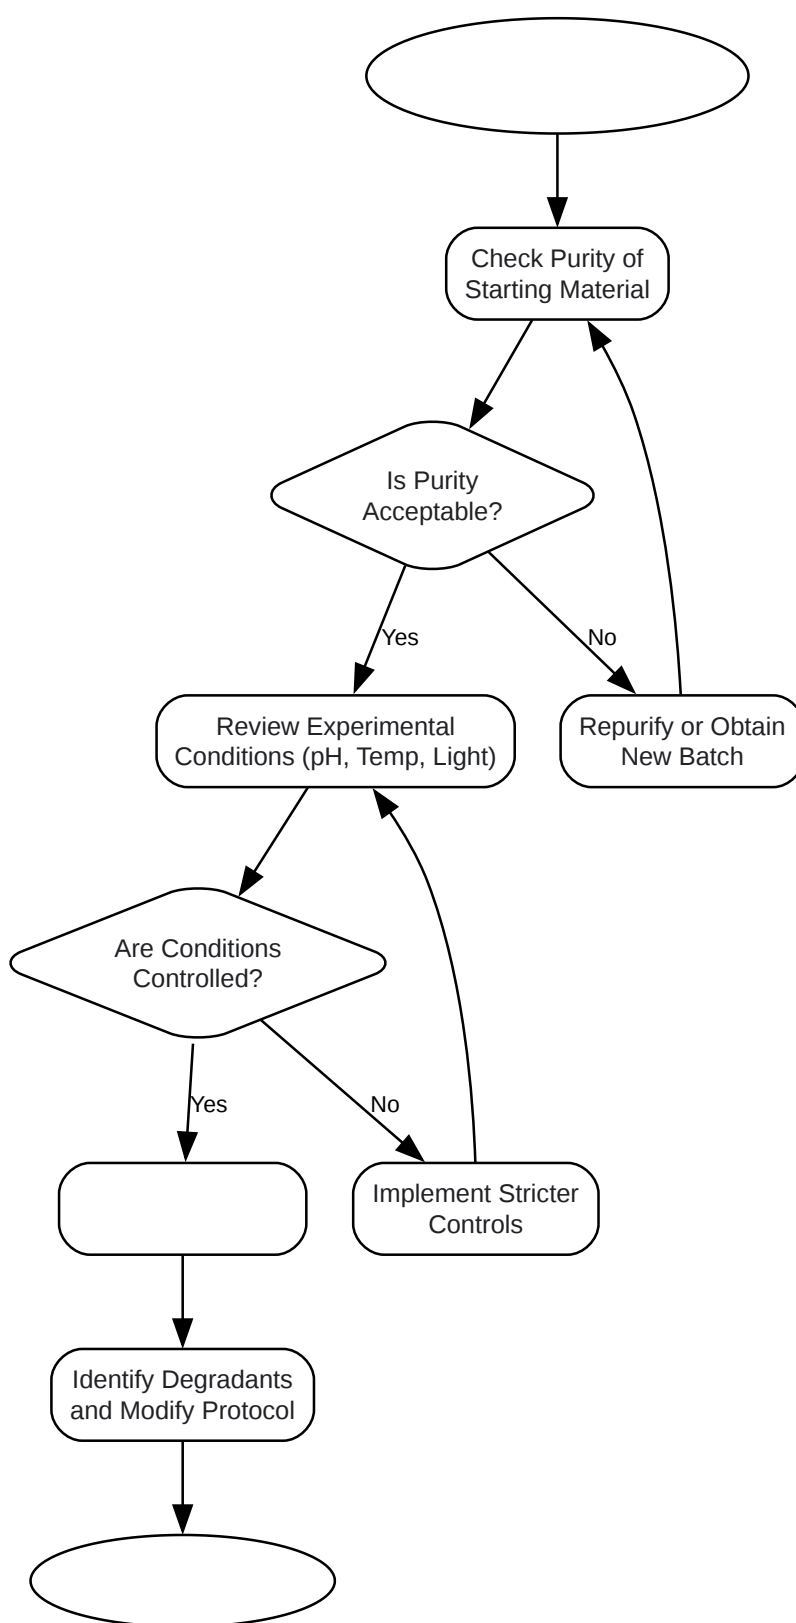 Check Purity of
Starting Material
Is Purity
Acceptable?
Yes
No
Review Experimental
Conditions (pH, Temp, Light)
Repurify or Obtain
New Batch
Are Conditions
Controlled?
Yes
No
Implement Stricter
Controls
Identify Degradants
and Modify Protocol